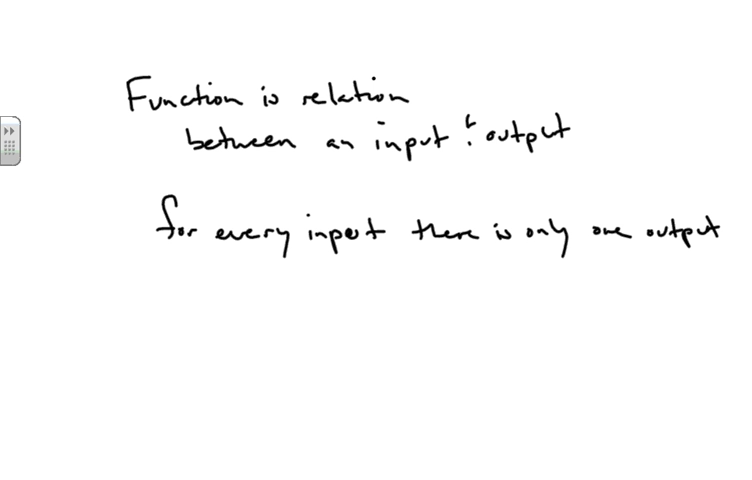 Function is relation
between an input & output
for every input there is only one output